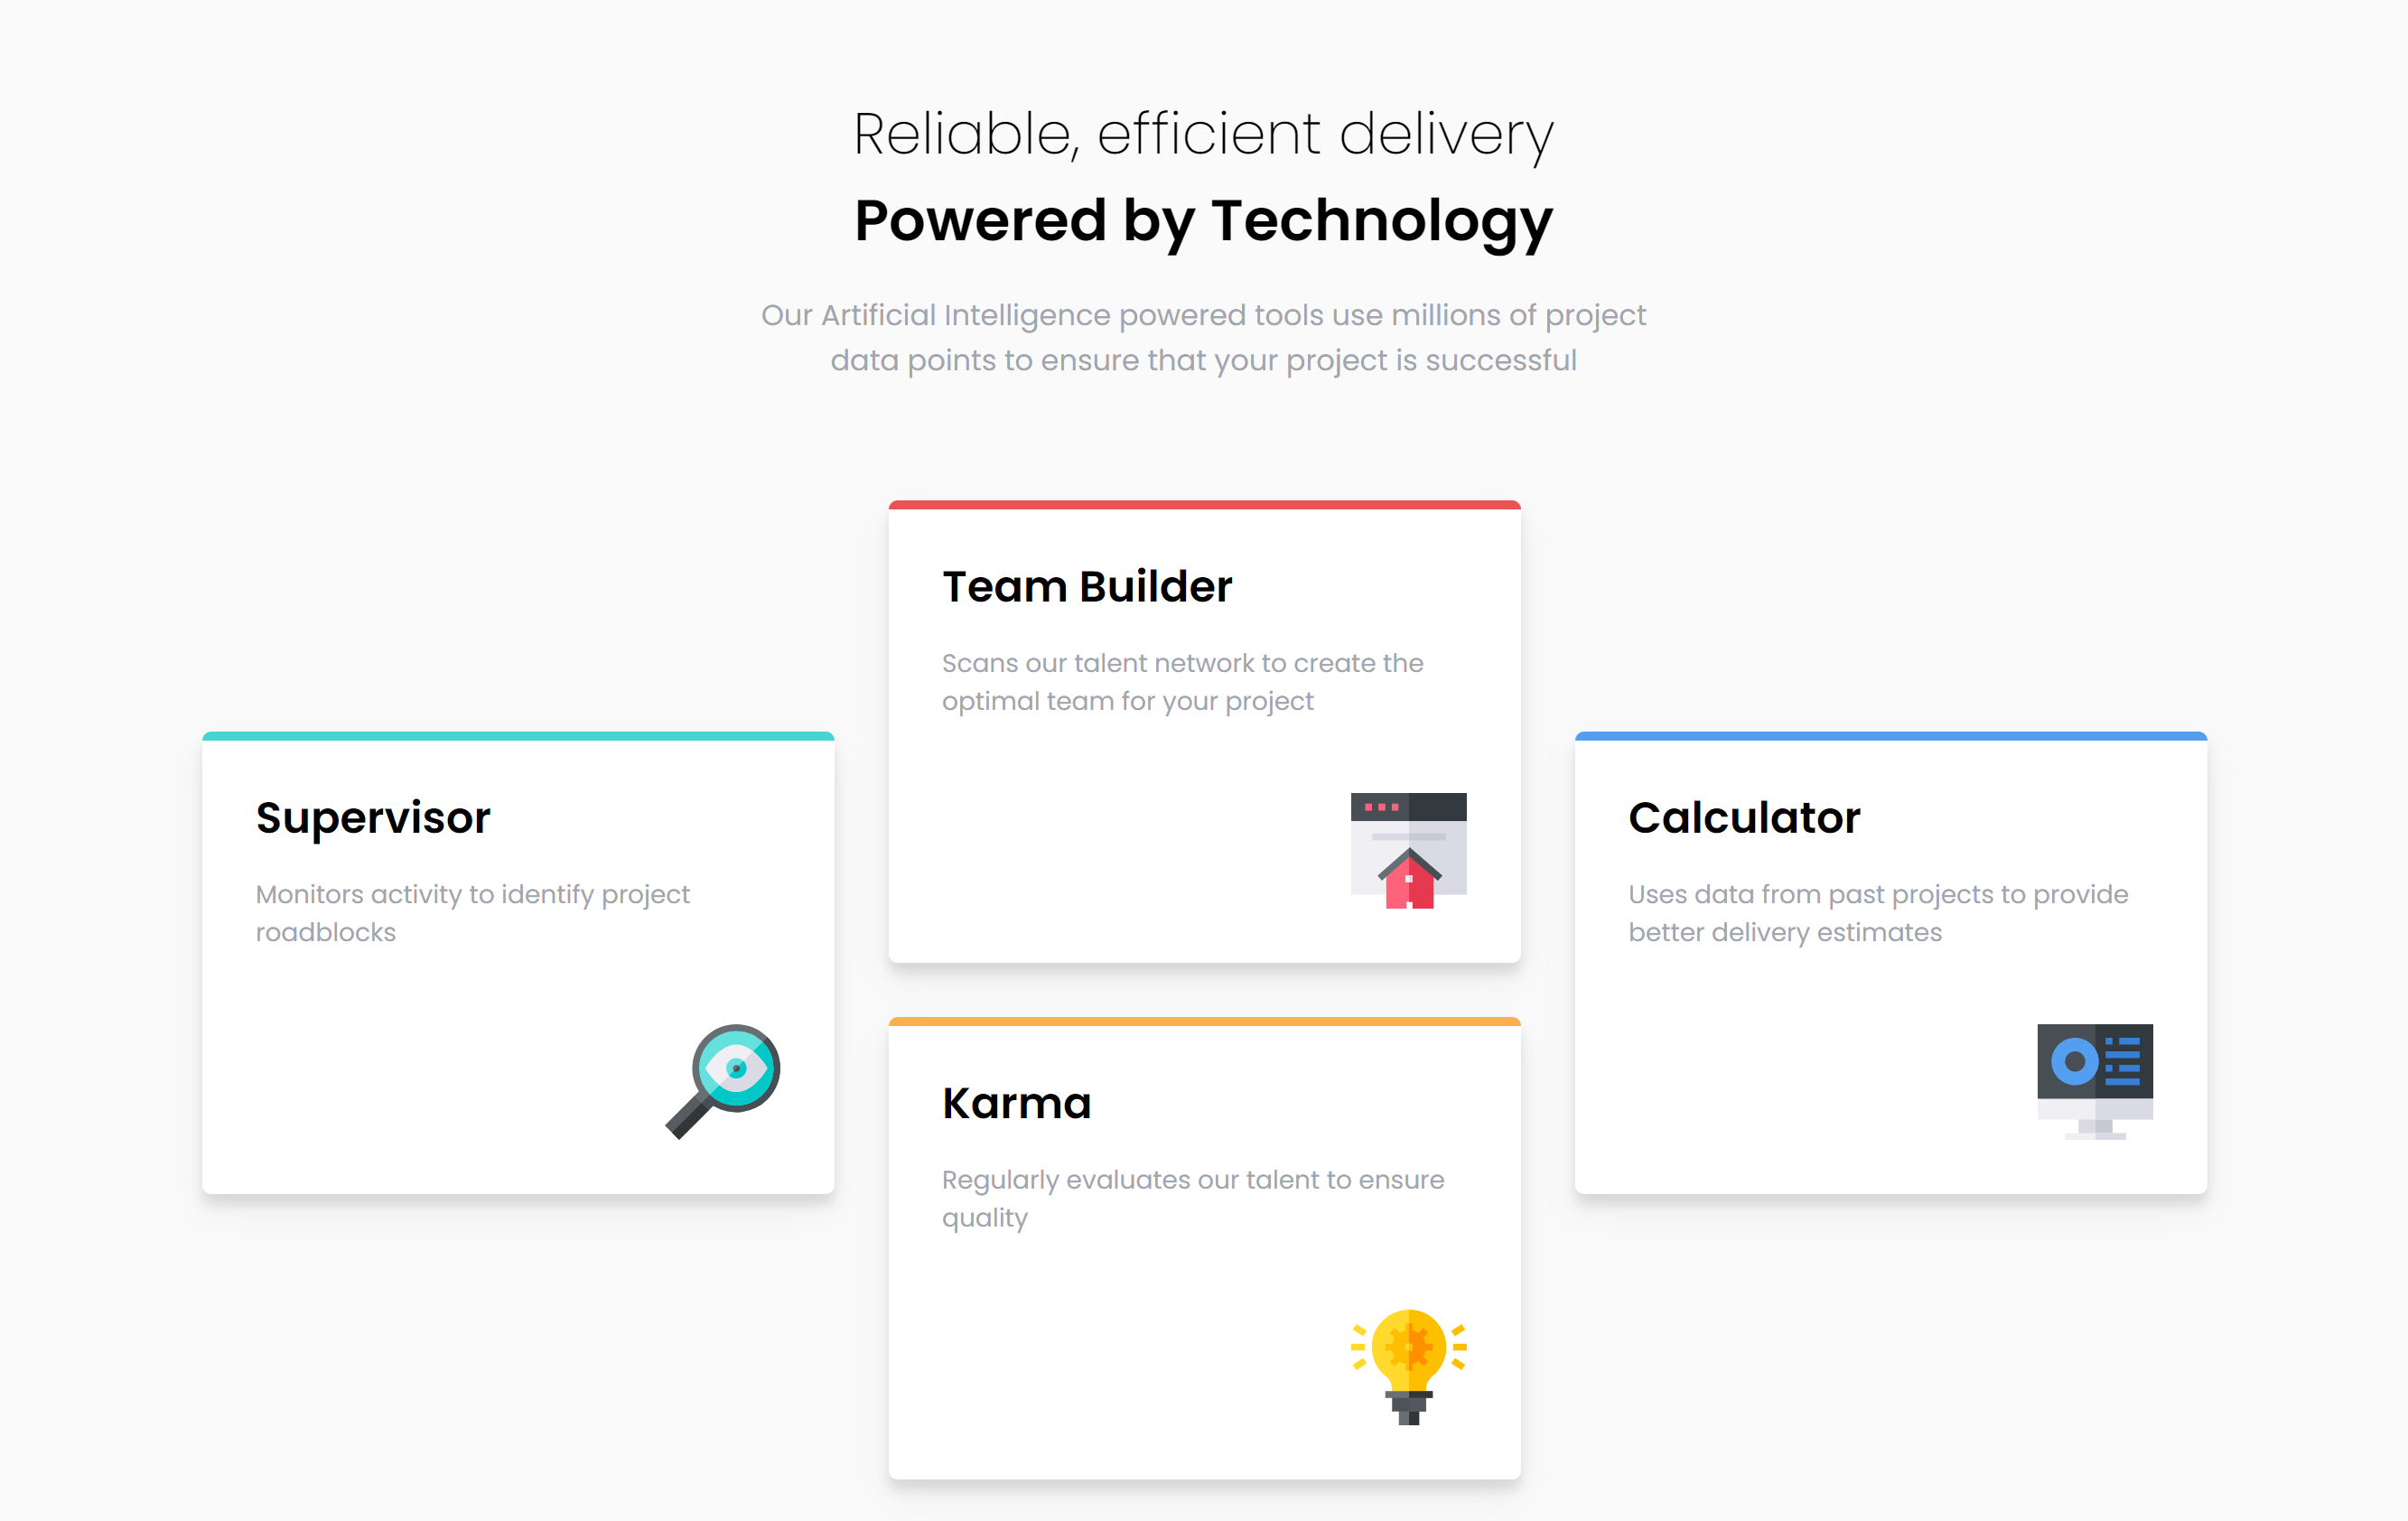 Reliable, efficient delivery
Powered by Technology
Our Artificial Intelligence powered tools use millions of project
data points to ensure that your project is successful
Supervisor
Monitors activity to identify project
roadblocks
Team Builder
Scans our talent network to create the
optimal team for your project
Karma
Regularly evaluates our talent to ensure
quality
Calculator
Uses data from past projects to provide
better delivery estimates